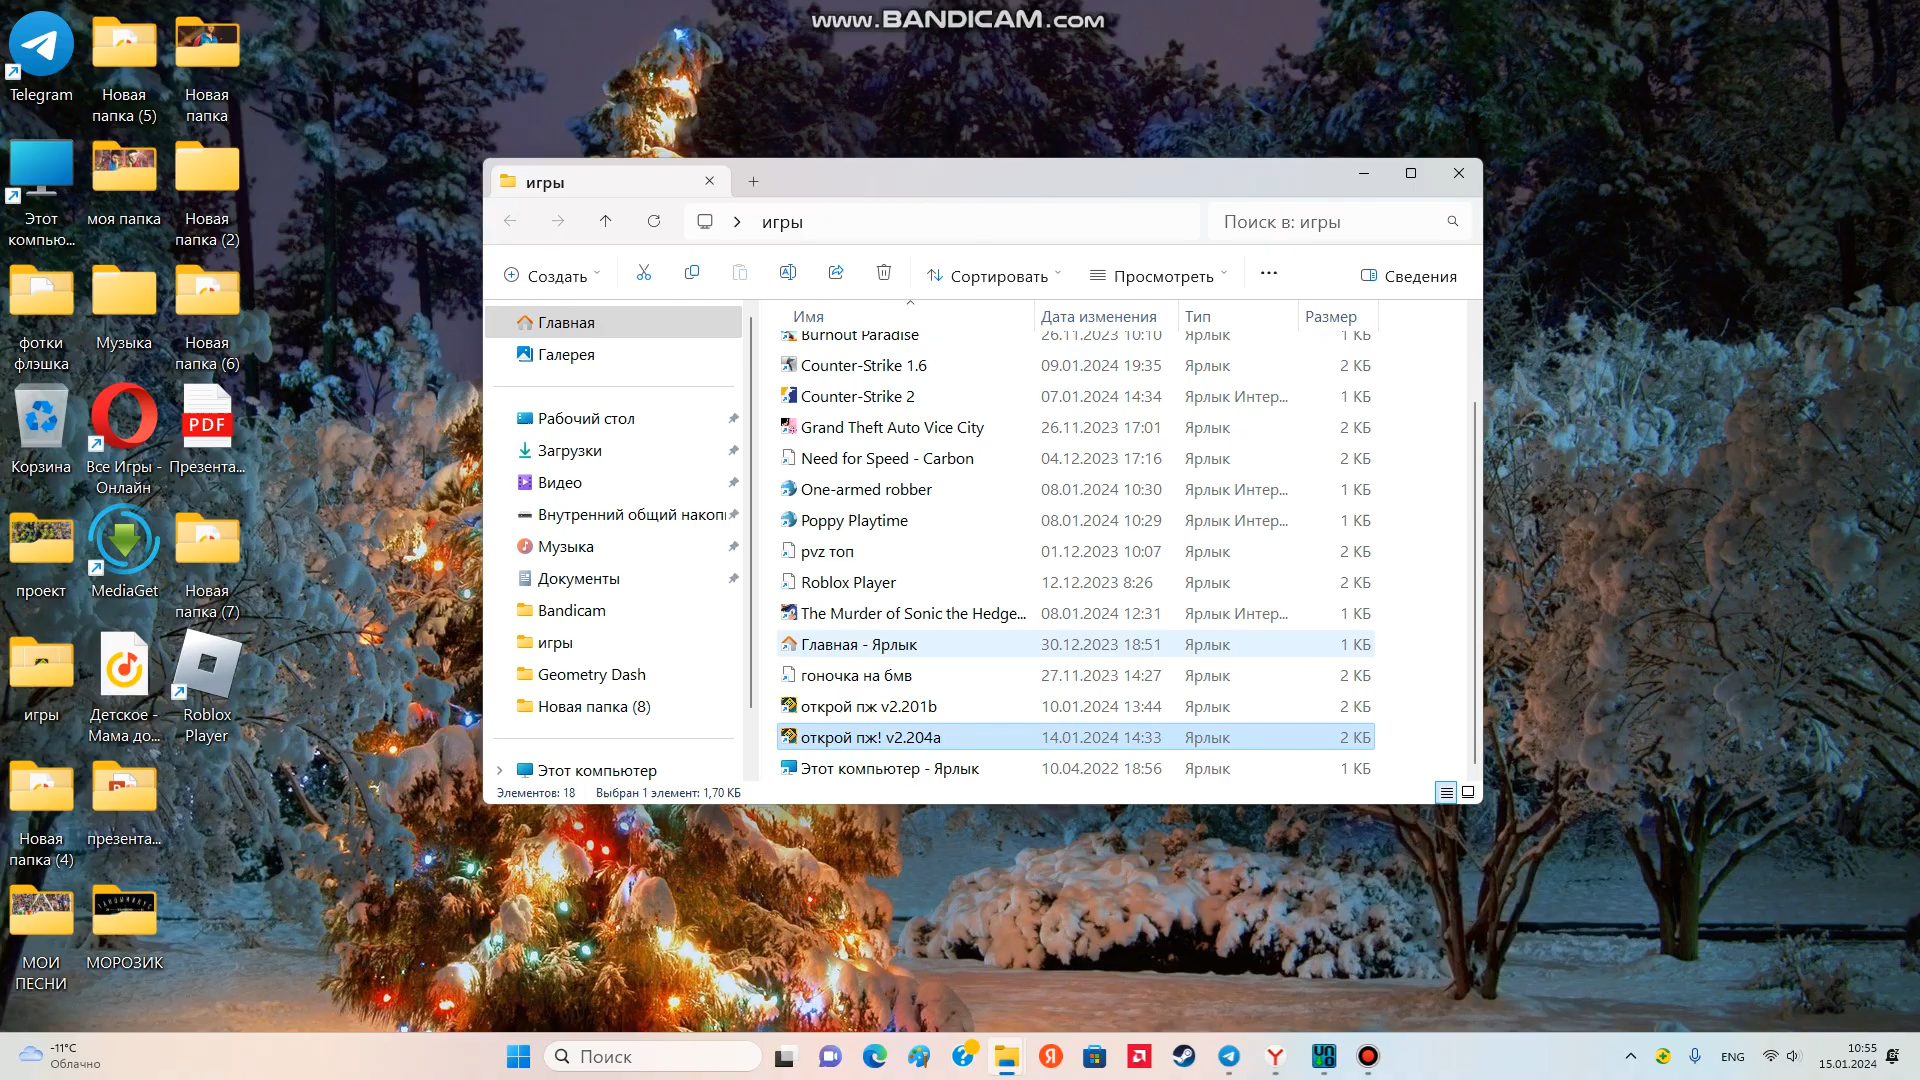 www.BANDICAM.com
Telegram
Новая папка (5)
Новая папка
Этот компью...
моя папка
Новая папка (2)
фотки флэшка
Музыка
Новая папка (6)
Корзина
Все Игры - Онлайн
PDF
Презента...
проект
MediaGet
Новая папка (7)
игры
Детское - Мама до...
Roblox Player
Новая папка (4)
презента...
МОИ ПЕСНИ
МОРОЗИК
игры
игры
Поиск в: игры
Создать
Сортировать
Просмотреть
Сведения
Главная
Галерея
Рабочий стол
Загрузки
Видео
Внутренний общий накопи
Музыка
Документы
Bandicam
игры
Geometry Dash
Новая папка (8)
Этот компьютер
Имя Дата изменения Тип Размер
Burnout Paradise 26.11.2023 10:10 Ярлык 1 КБ
Counter-Strike 1.6 09.01.2024 19:35 Ярлык 2 КБ
Counter-Strike 2 07.01.2024 14:34 Ярлык Интер... 1 КБ
Grand Theft Auto Vice City 26.11.2023 17:01 Ярлык 2 КБ
Need for Speed - Carbon 04.12.2023 17:16 Ярлык 2 КБ
One-armed robber 08.01.2024 10:30 Ярлык Интер... 1 КБ
Poppy Playtime 08.01.2024 10:29 Ярлык Интер... 1 КБ
pvz топ 01.12.2023 10:07 Ярлык 2 КБ
Roblox Player 12.12.2023 8:26 Ярлык 2 КБ
The Murder of Sonic the Hedge... 08.01.2024 12:31 Ярлык Интер... 1 КБ
Главная - Ярлык 30.12.2023 18:51 Ярлык 1 КБ
гоночка на бмв 27.11.2023 14:27 Ярлык 2 КБ
открой пж v2.201b 10.01.2024 13:44 Ярлык 2 КБ
открой пж! v2.204a 14.01.2024 14:33 Ярлык 2 КБ
Этот компьютер - Ярлык 10.04.2022 18:56 Ярлык 1 КБ
Элементов: 18 Выбран 1 элемент: 1,70 КБ
-11°C
Облачно
Поиск
ENG
10:55
15.01.2024